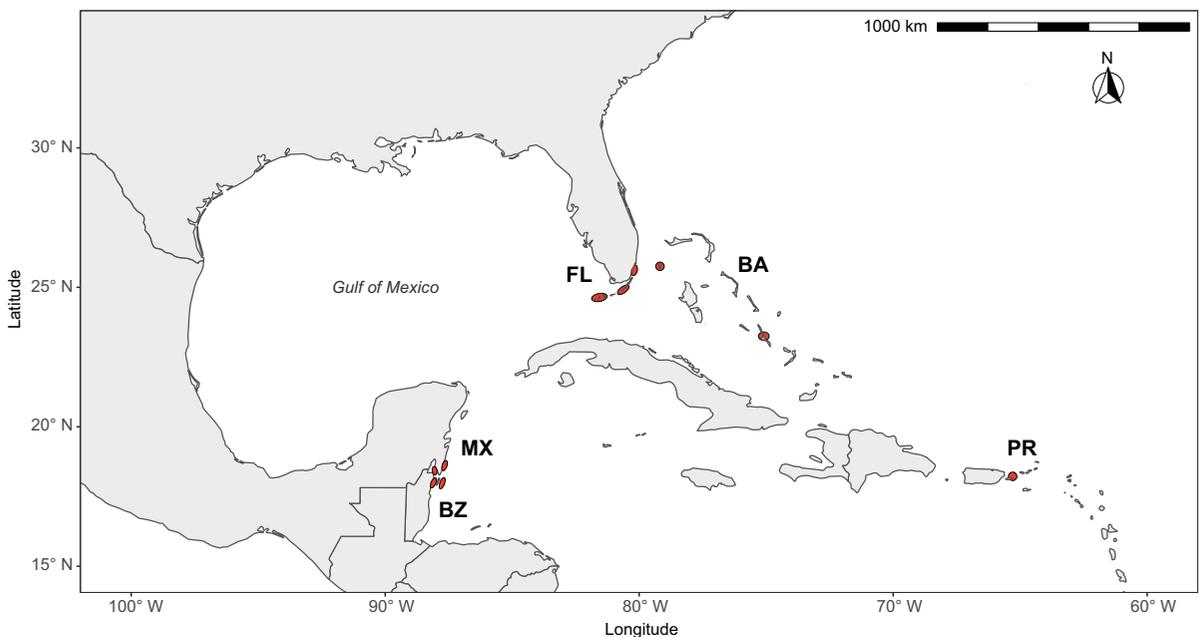 1000 km
N
30° N
25° N
20° N
15° N
Latitude
FL
BA
Gulf of Mexico
MX
BZ
PR
100° W
90° W
80° W
70° W
60° W
Longitude